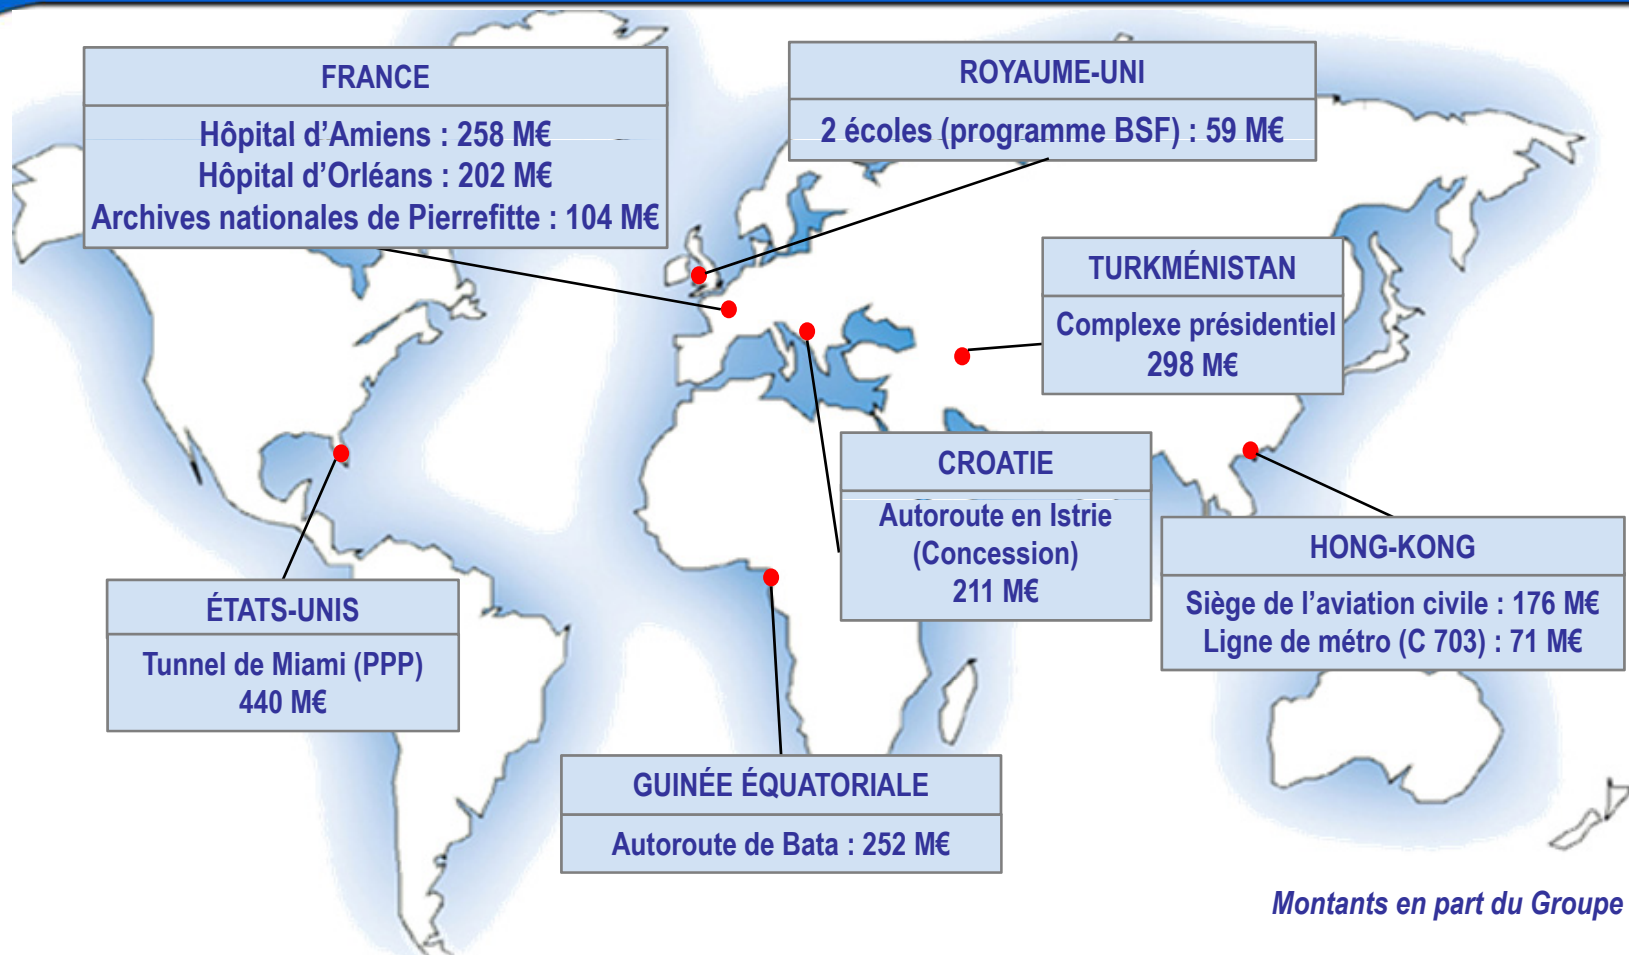 FRANCE
Hôpital d’Amiens : 258 M€
Hôpital d’Orléans : 202 M€
Archives nationales de Pierrefitte : 104 M€
ROYAUME-UNI
2 écoles (programme BSF) : 59 M€
TURKMÉNISTAN
Complexe présidentiel
298 M€
CROATIE
Autoroute en Istrie
(Concession)
211 M€
HONG-KONG
Siège de l’aviation civile : 176 M€
Ligne de métro (C 703) : 71 M€
ÉTATS-UNIS
Tunnel de Miami (PPP)
440 M€
GUINÉE ÉQUATORIALE
Autoroute de Bata : 252 M€
Montants en part du Groupe